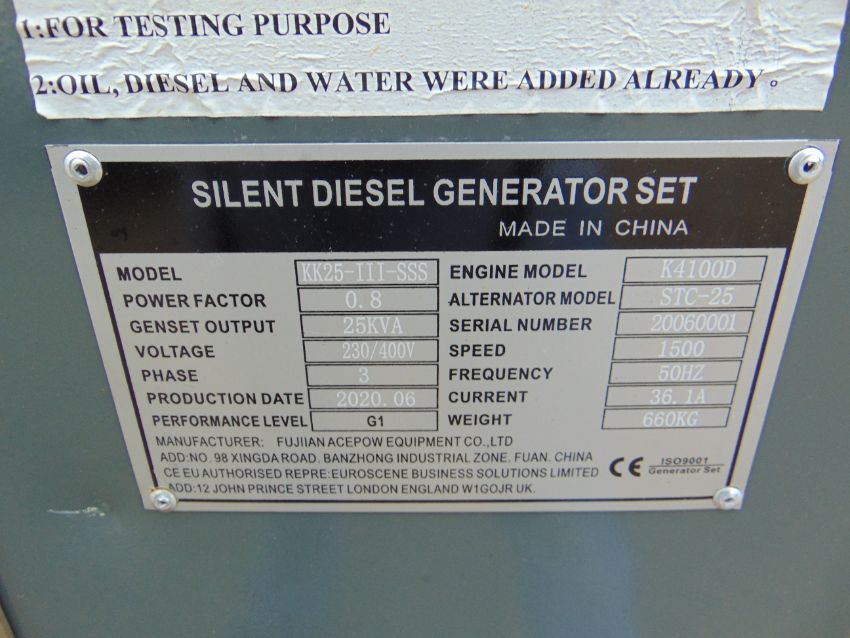 1:FOR TESTING PURPOSE
2:OIL, DIESEL AND WATER WERE ADDED ALREADY。
SILENT DIESEL GENERATOR SET
MADE IN CHINA
MODEL KK25-III-SSS ENGINE MODEL K4100D
POWER FACTOR 0.8 ALTERNATOR MODEL STC-25
GENSET OUTPUT 25KVA SERIAL NUMBER 20060001
VOLTAGE 230/400V SPEED 1500
PHASE 3 FREQUENCY 50HZ
PRODUCTION DATE 2020.06 CURRENT 36.1A
PERFORMANCE LEVEL G1 WEIGHT 660KG
MANUFACTURER: FUJIIAN ACEPOW EQUIPMENT CO.,LTD
ADD:NO. 98 XINGDA ROAD. BANZHONG INDUSTRIAL ZONE. FUAN. CHINA
CE EU AUTHORISED REPRE: EUROSCENE BUSINESS SOLUTIONS LIMITED
ADD:12 JOHN PRINCE STREET LONDON ENGLAND W1GOJR UK.
CE ISO9001
Generator Set